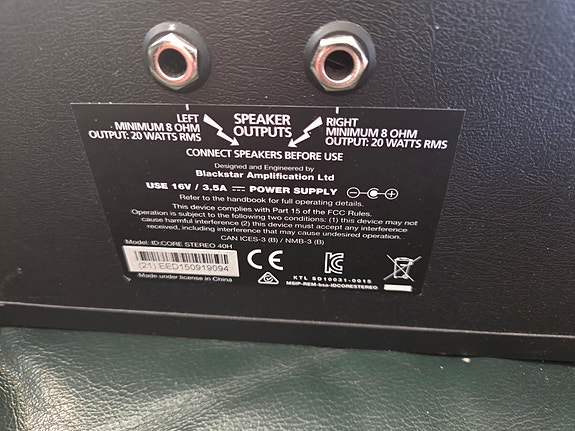 LEFT
MINIMUM 8 OHM
OUTPUT: 20 WATTS RMS
SPEAKER
OUTPUTS
RIGHT
MINIMUM 8 OHM
OUTPUT: 20 WATTS RMS
CONNECT SPEAKERS BEFORE USE
Designed and Engineered by
Blackstar Amplification Ltd
USE 16V / 3.5A POWER SUPPLY
Refer to the handbook for full operating details.
This device complies with Part 15 of the FCC Rules.
Operation is subject to the following two conditions: (1) this device may not
cause harmful interference (2) this device must accept any interference
received, including interference that may cause undesired operation.
CAN ICES-3 (B) / NMB-3 (B)
Model: ID:CORE STEREO 40H
(21) EED150919094
Made under license in China
CE
KTL SD10031-0015
MSIP-REM-bsa-IDCORESTEREO